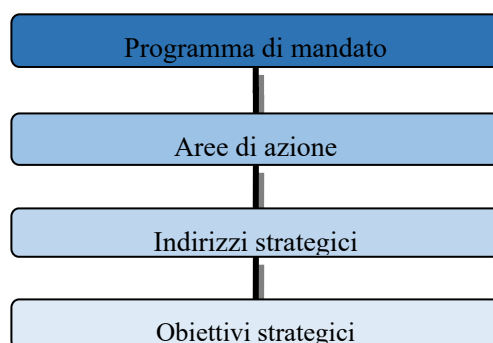 Programma di mandato
Aree di azione
Indirizzi strategici
Obiettivi strategici